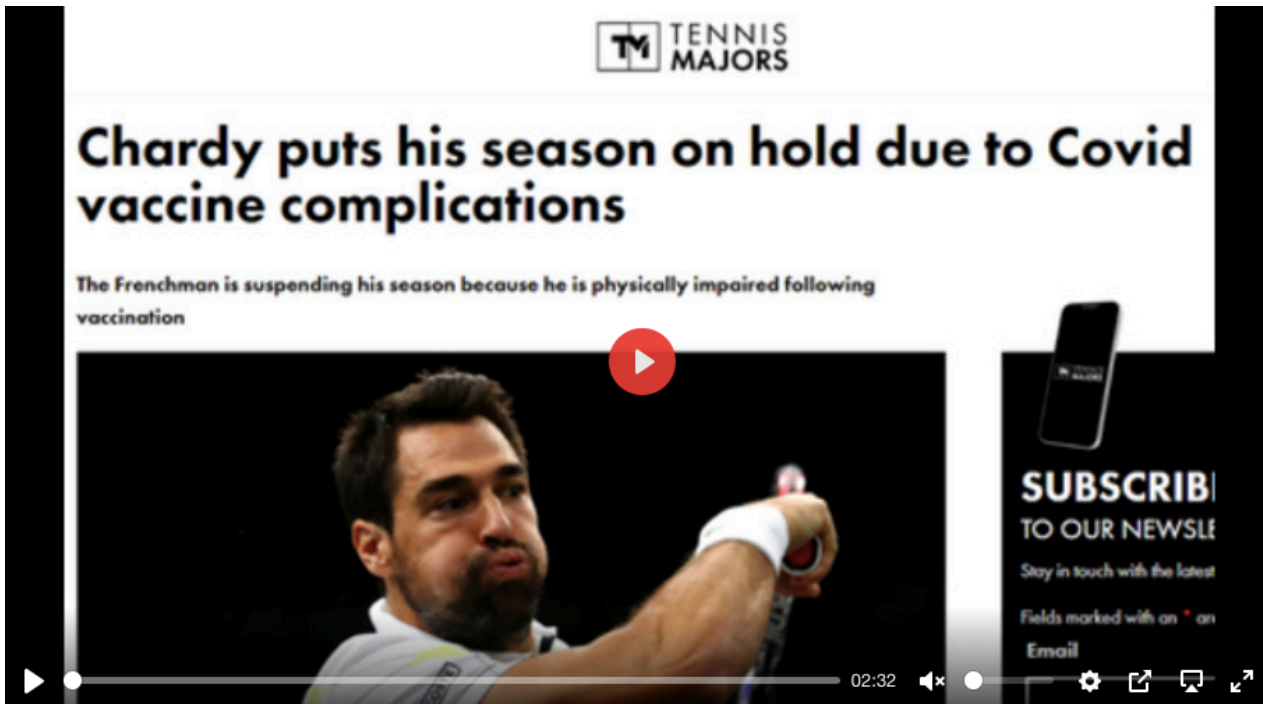 TM TENNIS
MAJORS
Chardy puts his season on hold due to Covid
vaccine complications
The Frenchman is suspending his season because he is physically impaired following
vaccination
SUBSCRIB
TO OUR NEWSLE
Stay in touch with the latest
Fields marked with an * are
Email
02:32